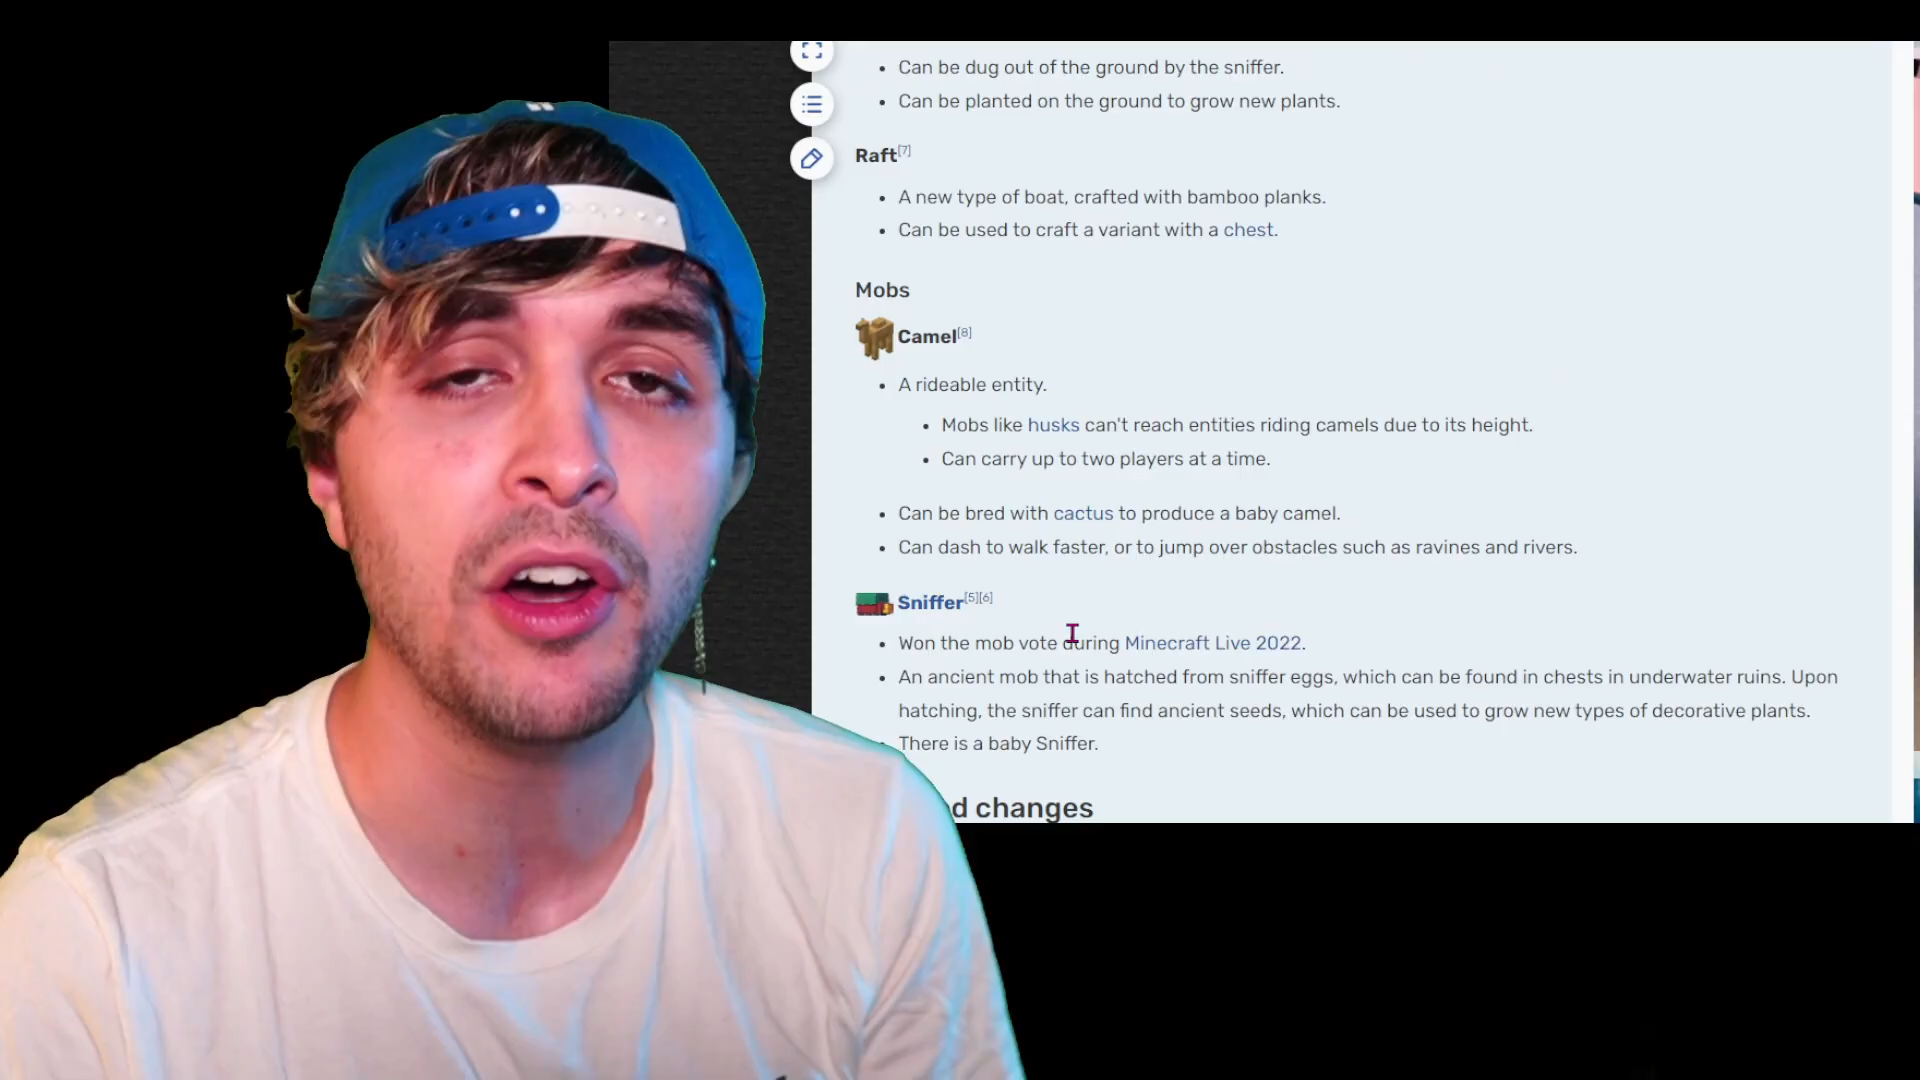 Can be dug out of the ground by the sniffer.
Can be planted on the ground to grow new plants.
Raft[7]
A new type of boat, crafted with bamboo planks.
Can be used to craft a variant with a chest.
Mobs
Camel[8]
A rideable entity.
Mobs like husks can't reach entities riding camels due to its height.
Can carry up to two players at a time.
Can be bred with cactus to produce a baby camel.
Can dash to walk faster, or to jump over obstacles such as ravines and rivers.
Sniffer[5][6]
Won the mob vote during Minecraft Live 2022.
An ancient mob that is hatched from sniffer eggs, which can be found in chests in underwater ruins. Upon
hatching, the sniffer can find ancient seeds, which can be used to grow new types of decorative plants.
There is a baby Sniffer.
changes